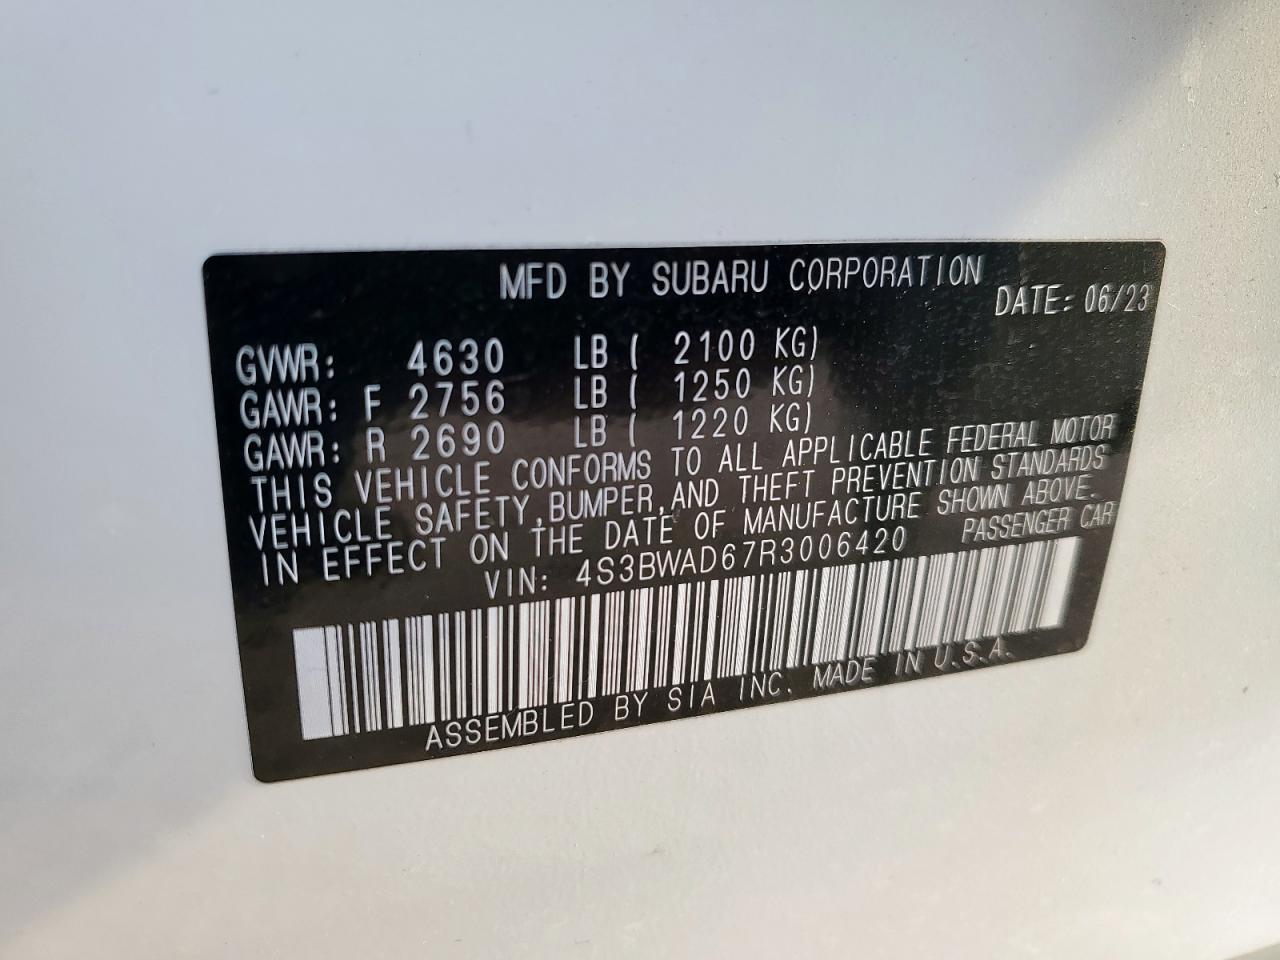 MFD BY SUBARU CORPORATION
DATE: 06/23
GVWR: 4630 LB ( 2100 KG)
GAWR: F 2756 LB ( 1250 KG)
GAWR: R 2690 LB ( 1220 KG)
THIS VEHICLE CONFORMS TO ALL APPLICABLE FEDERAL MOTOR
VEHICLE SAFETY, BUMPER, AND THEFT PREVENTION STANDARDS
IN EFFECT ON THE DATE OF MANUFACTURE SHOWN ABOVE.
VIN: 4S3BWAD67R3006420 PASSENGER CAR
ASSEMBLED BY SIA INC. MADE IN U.S.A.